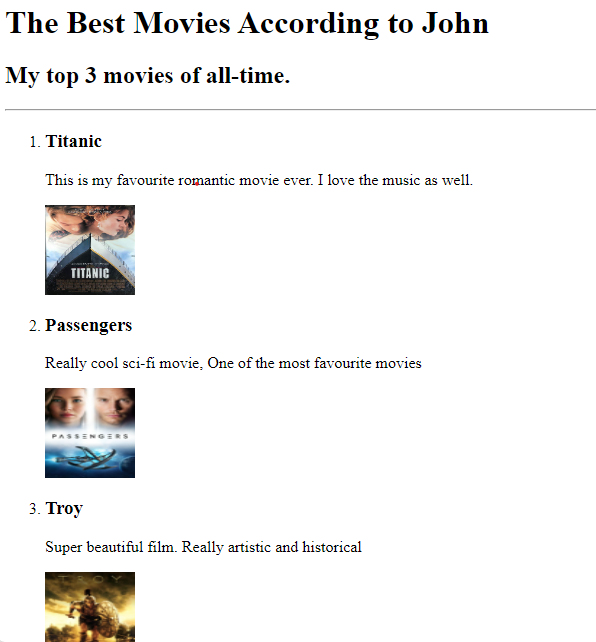 The Best Movies According to John
My top 3 movies of all-time.
1. Titanic
This is my favourite romantic movie ever. I love the music as well.
TITANIC
2. Passengers
Really cool sci-fi movie, One of the most favourite movies
PASSENGERS
3. Troy
Super beautiful film. Really artistic and historical
TROY